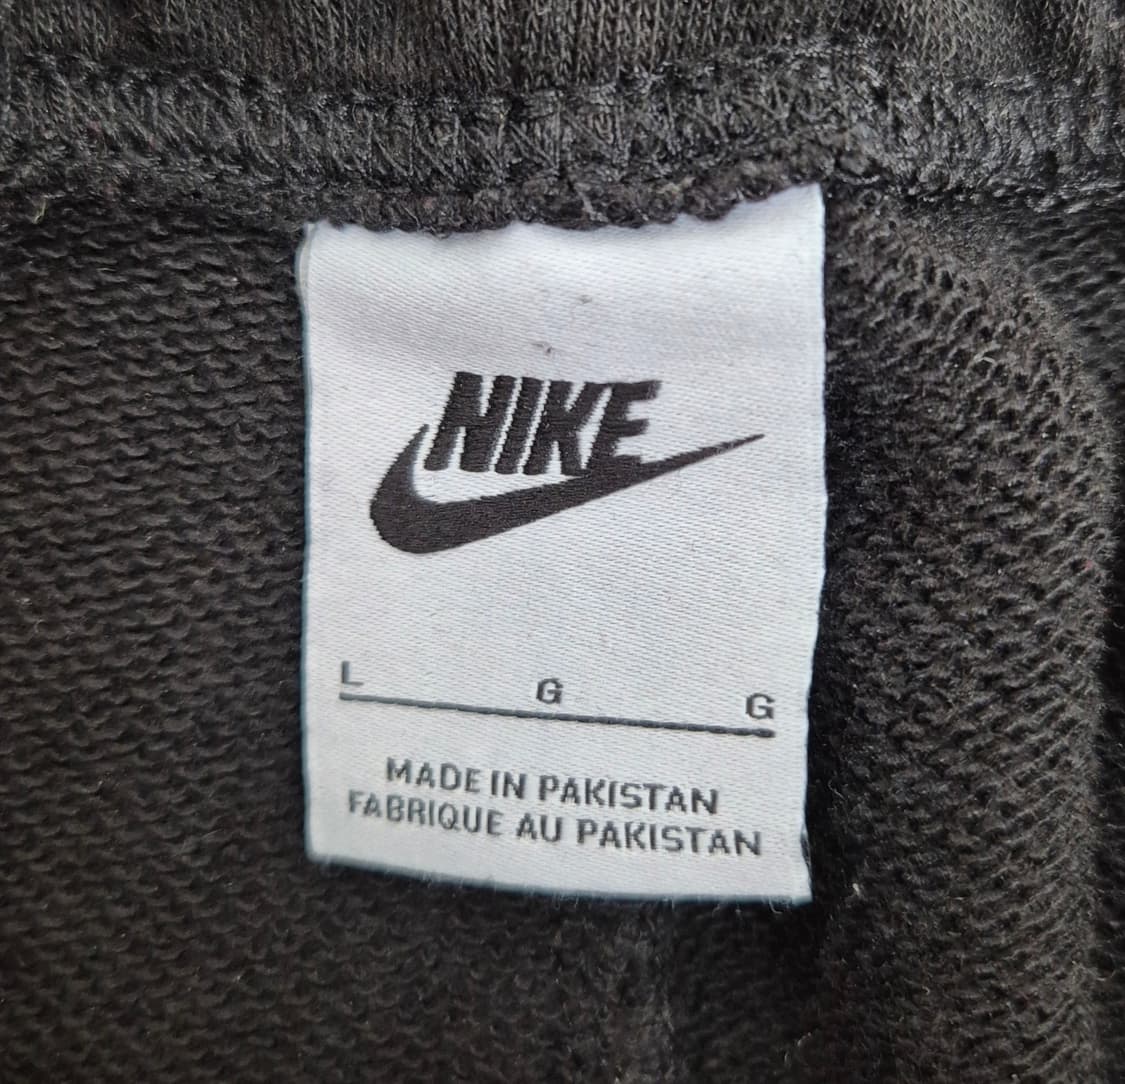 NIKE
L G G
MADE IN PAKISTAN
FABRIQUE AU PAKISTAN